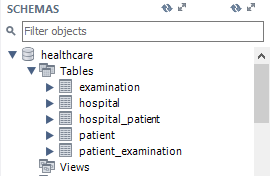 SCHEMAS
Filter objects
healthcare
Tables
examination
hospital
hospital_patient
patient
patient_examination
Views